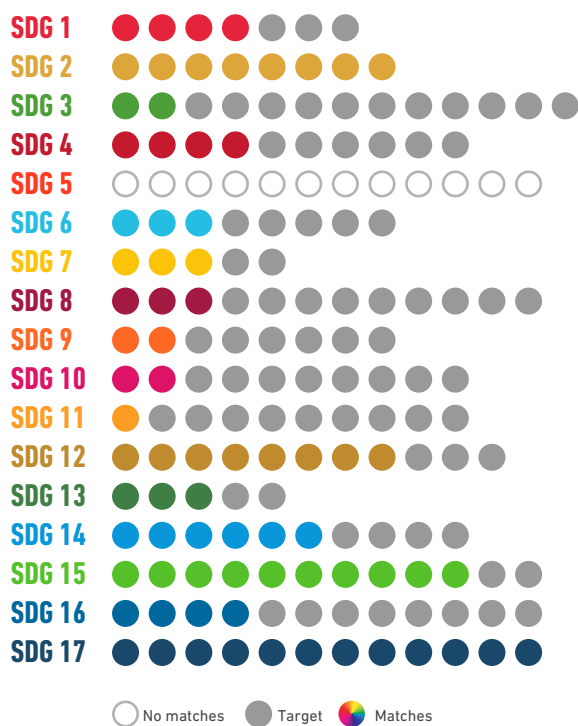 SDG 1
SDG 2
SDG 3
SDG 4
SDG 5
SDG 6
SDG 7
SDG 8
SDG 9
SDG 10
SDG 11
SDG 12
SDG 13
SDG 14
SDG 15
SDG 16
SDG 17
No matches Target Matches